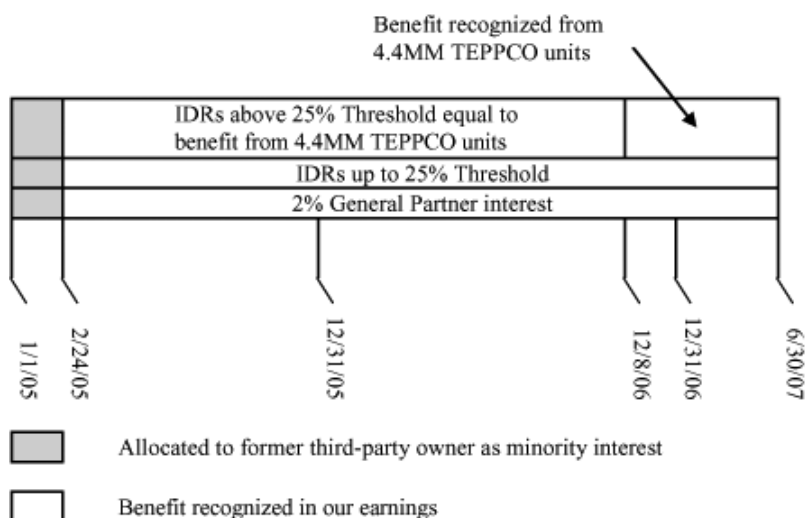 Benefit recognized from
4.4MM TEPPCO units
IDRs above 25% Threshold equal to
benefit from 4.4MM TEPPCO units
IDRs up to 25% Threshold
2% General Partner interest
1/1/05
2/24/05
12/31/05
12/8/06
12/31/06
6/30/07
Allocated to former third-party owner as minority interest
Benefit recognized in our earnings